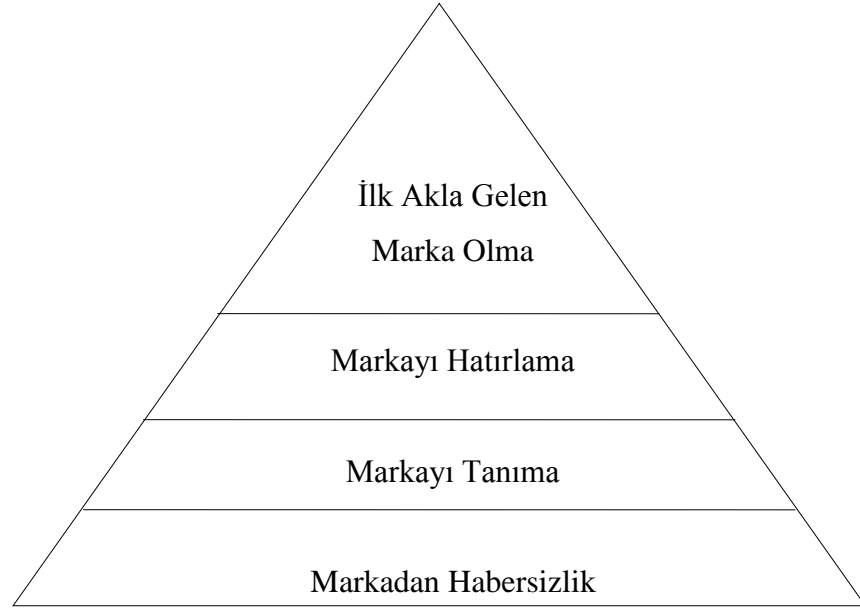 İlk Akla Gelen
Marka Olma
Markayı Hatırlama
Markayı Tanıma
Markadan Habersizlik